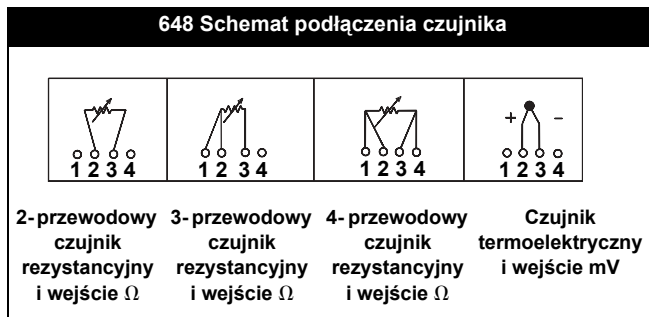 648 Schemat podłączenia czujnika
+ –
1 2 3 4 1 2 3 4 1 2 3 4 1 2 3 4
2- przewodowy czujnik rezystancyjny i wejście Ω
3- przewodowy czujnik rezystancyjny i wejście Ω
4- przewodowy czujnik rezystancyjny i wejście Ω
Czujnik termoelektryczny i wejście mV